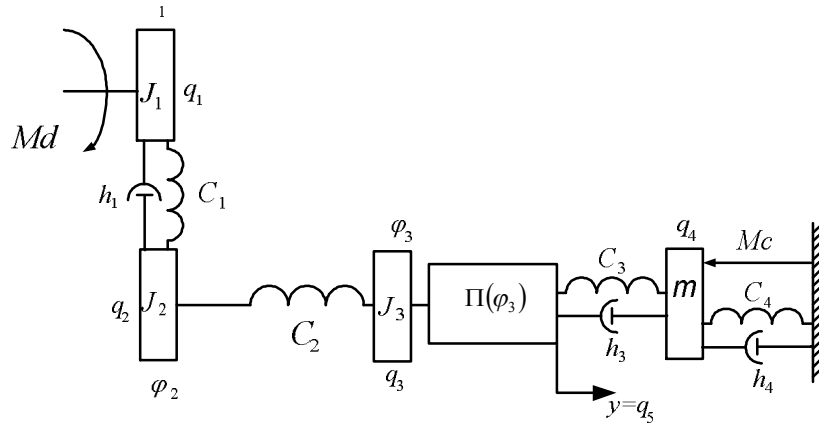 1
J₁
q₁
Md
h₁
C₁
q₂
J₂
φ₂
C₂
φ₃
J₃
q₃
Π(φ₃)
C₃
h₃
q₄
m
Mc
C₄
h₄
y=q₅